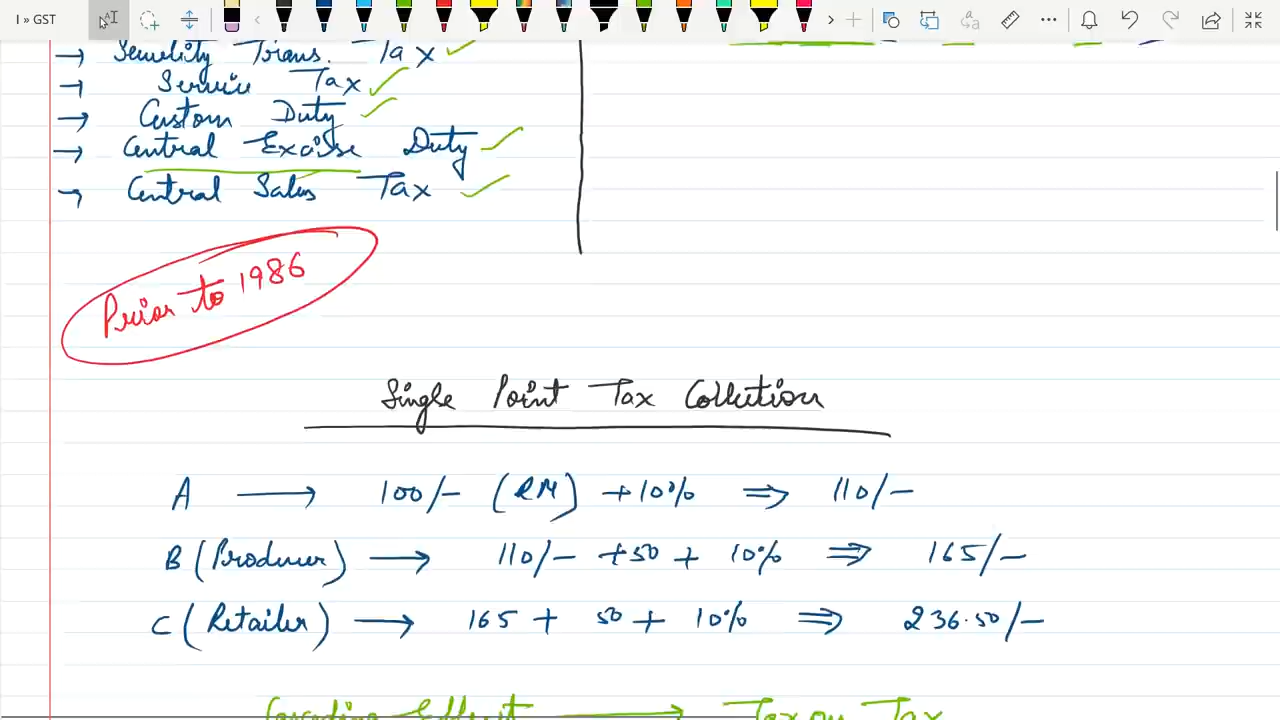 I » GST
→ Security Trans. Tax ✓
→ Service Tax ✓
→ Custom Duty ✓
→ Central Excise Duty ✓
→ Central Sales Tax ✓
Prior to 1986
Single Point Tax Collection
A → 100/- (RM) +10% ⇒ 110/-
B (Producer) → 110/- +50 + 10% ⇒ 165/-
C (Retailer) → 165 + 50 + 10% ⇒ 236.50/-
Cascading Effect → Tax on Tax